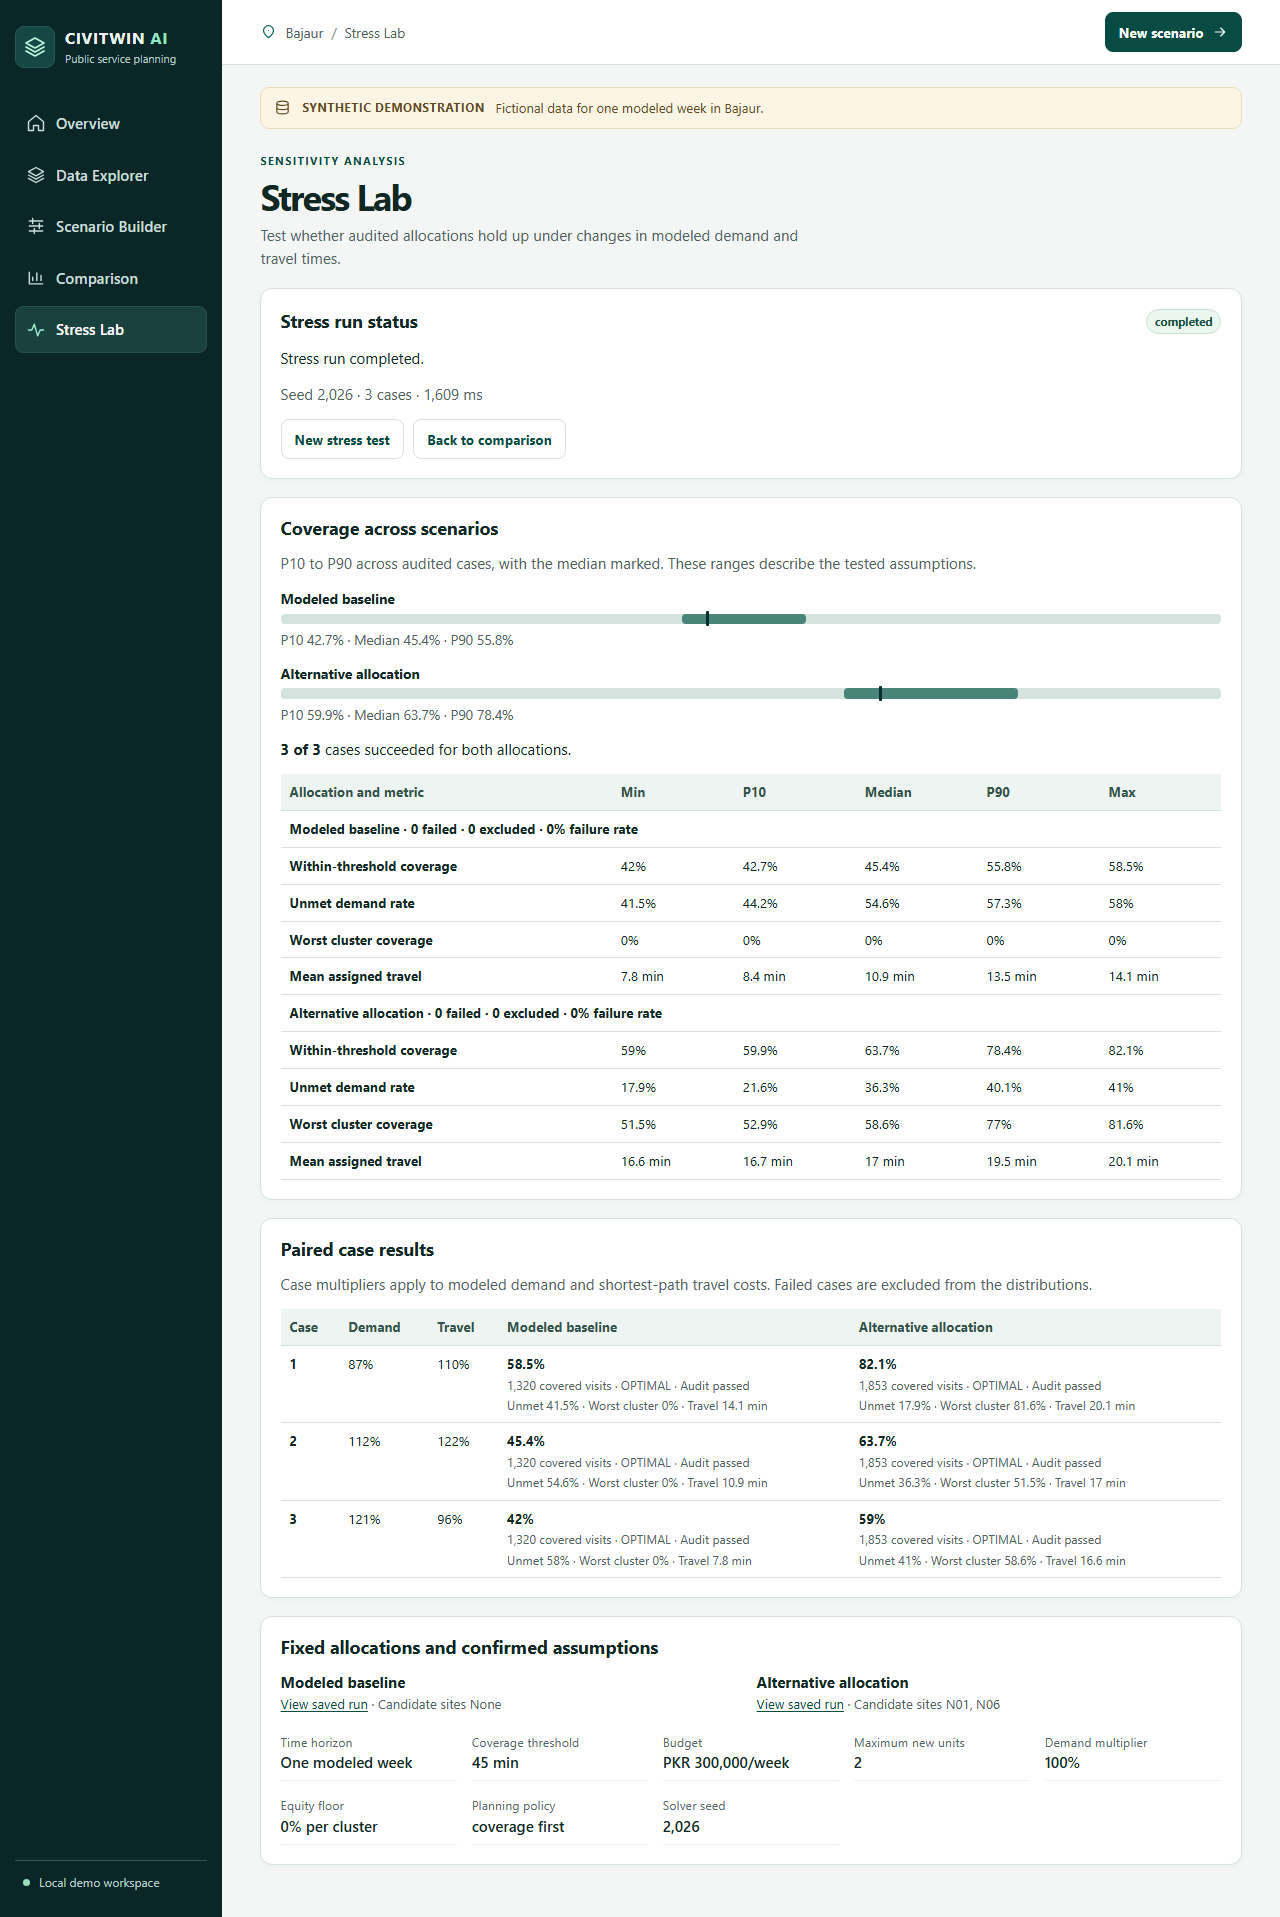 CIVITWIN AI
Public service planning
Overview
Data Explorer
Scenario Builder
Comparison
Stress Lab
Local demo workspace
Bajaur / Stress Lab
New scenario →
SYNTHETIC DEMONSTRATION Fictional data for one modeled week in Bajaur.
SENSITIVITY ANALYSIS
Stress Lab
Test whether audited allocations hold up under changes in modeled demand and
travel times.
Stress run status
completed
Stress run completed.
Seed 2,026 · 3 cases · 1,609 ms
New stress test
Back to comparison
Coverage across scenarios
P10 to P90 across audited cases, with the median marked. These ranges describe the tested assumptions.
Modeled baseline
P10 42.7% · Median 45.4% · P90 55.8%
Alternative allocation
P10 59.9% · Median 63.7% · P90 78.4%
3 of 3 cases succeeded for both allocations.
Allocation and metric Min P10 Median P90 Max
Modeled baseline · 0 failed · 0 excluded · 0% failure rate
Within-threshold coverage 42% 42.7% 45.4% 55.8% 58.5%
Unmet demand rate 41.5% 44.2% 54.6% 57.3% 58%
Worst cluster coverage 0% 0% 0% 0% 0%
Mean assigned travel 7.8 min 8.4 min 10.9 min 13.5 min 14.1 min
Alternative allocation · 0 failed · 0 excluded · 0% failure rate
Within-threshold coverage 59% 59.9% 63.7% 78.4% 82.1%
Unmet demand rate 17.9% 21.6% 36.3% 40.1% 41%
Worst cluster coverage 51.5% 52.9% 58.6% 77% 81.6%
Mean assigned travel 16.6 min 16.7 min 17 min 19.5 min 20.1 min
Paired case results
Case multipliers apply to modeled demand and shortest-path travel costs. Failed cases are excluded from the distributions.
Case Demand Travel Modeled baseline Alternative allocation
1 87% 110% 58.5% 82.1%
1,320 covered visits · OPTIMAL · Audit passed 1,853 covered visits · OPTIMAL · Audit passed
Unmet 41.5% · Worst cluster 0% · Travel 14.1 min Unmet 17.9% · Worst cluster 81.6% · Travel 20.1 min
2 112% 122% 45.4% 63.7%
1,320 covered visits · OPTIMAL · Audit passed 1,853 covered visits · OPTIMAL · Audit passed
Unmet 54.6% · Worst cluster 0% · Travel 10.9 min Unmet 36.3% · Worst cluster 51.5% · Travel 17 min
3 121% 96% 42% 59%
1,320 covered visits · OPTIMAL · Audit passed 1,853 covered visits · OPTIMAL · Audit passed
Unmet 58% · Worst cluster 0% · Travel 7.8 min Unmet 41% · Worst cluster 58.6% · Travel 16.6 min
Fixed allocations and confirmed assumptions
Modeled baseline Alternative allocation
View saved run · Candidate sites None View saved run · Candidate sites N01, N06
Time horizon Coverage threshold Budget Maximum new units Demand multiplier
One modeled week 45 min PKR 300,000/week 2 100%
Equity floor Planning policy Solver seed
0% per cluster coverage first 2,026